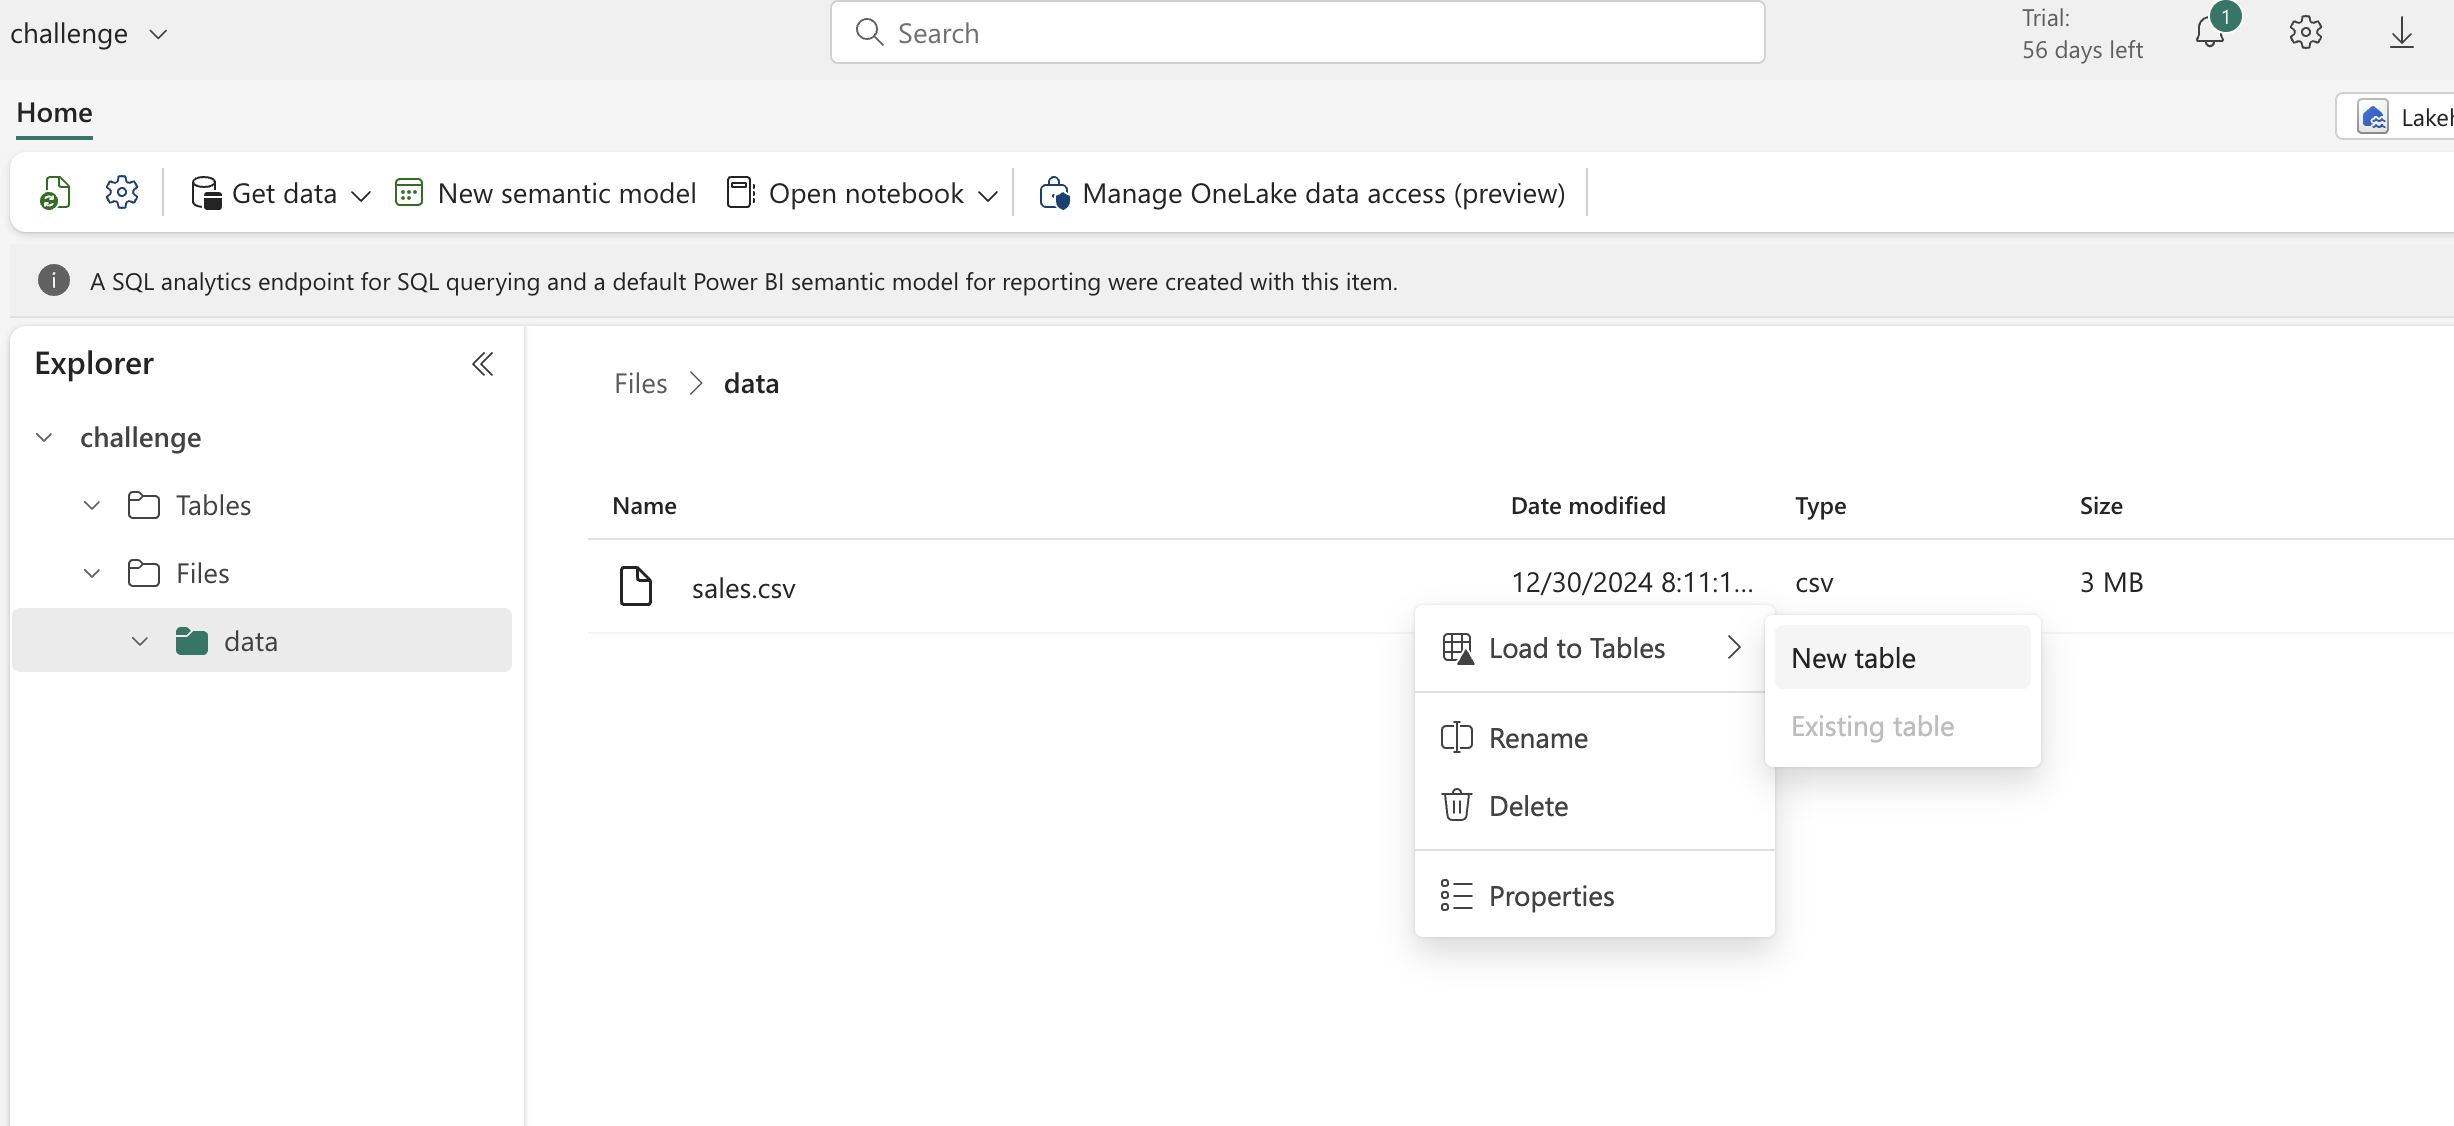 challenge
Search
Trial:
56 days left
1
Home
Get data
New semantic model
Open notebook
Manage OneLake data access (preview)
A SQL analytics endpoint for SQL querying and a default Power BI semantic model for reporting were created with this item.
Explorer
challenge
Tables
Files
data
Files > data
Name Date modified Type Size
sales.csv 12/30/2024 8:11:1... csv 3 MB
Load to Tables
New table
Existing table
Rename
Delete
Properties